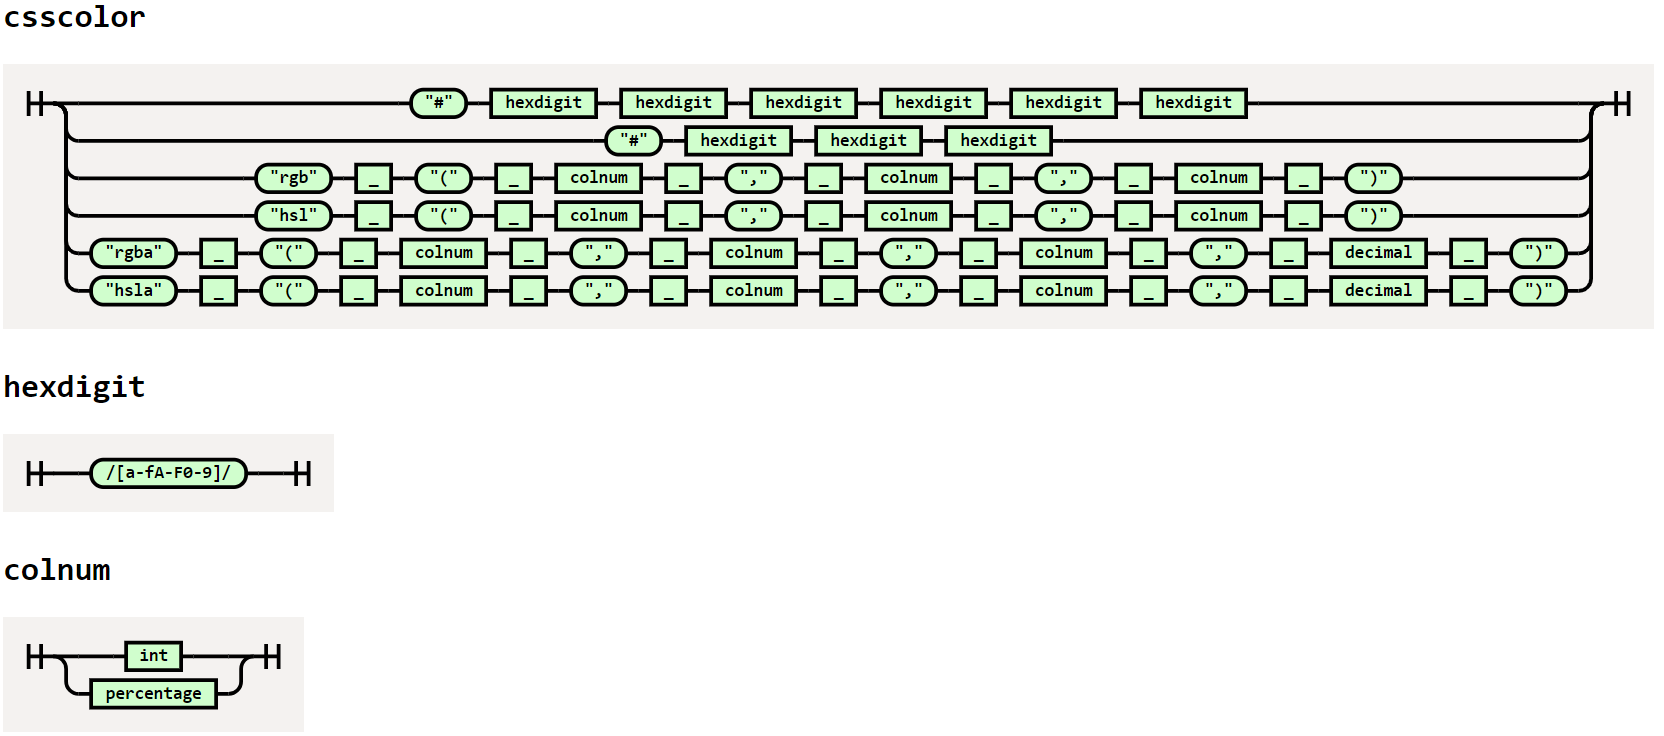 csscolor
"#" hexdigit hexdigit hexdigit hexdigit hexdigit hexdigit
"#" hexdigit hexdigit hexdigit
"rgb" _ "(" _ colnum _ "," _ colnum _ "," _ colnum _ ")"
"hsl" _ "(" _ colnum _ "," _ colnum _ "," _ colnum _ ")"
"rgba" _ "(" _ colnum _ "," _ colnum _ "," _ colnum _ "," _ decimal _ ")"
"hsla" _ "(" _ colnum _ "," _ colnum _ "," _ colnum _ "," _ decimal _ ")"
hexdigit
/[a-fA-F0-9]/
colnum
int
percentage